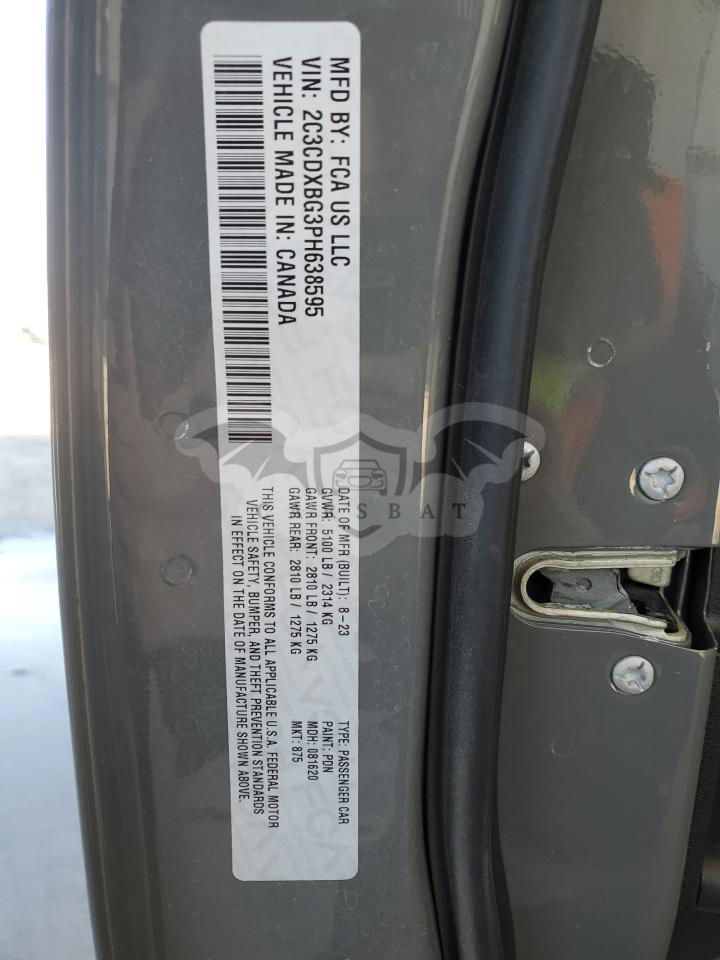 MFD BY: FCA US LLC
VIN: 2C3CDXBG3PH638595
VEHICLE MADE IN: CANADA
DATE OF MFR (BUILT): 8-23
GVWR: 5100 LB / 2314 KG
GAWR FRONT: 2810 LB / 1275 KG
GAWR REAR: 2810 LB / 1275 KG
TYPE: PASSENGER CAR
PAINT: PDN
MDH: 081620
MKT: 875
THIS VEHICLE CONFORMS TO ALL APPLICABLE U.S.A. FEDERAL MOTOR
VEHICLE SAFETY, BUMPER, AND THEFT PREVENTION STANDARDS
IN EFFECT ON THE DATE OF MANUFACTURE SHOWN ABOVE.